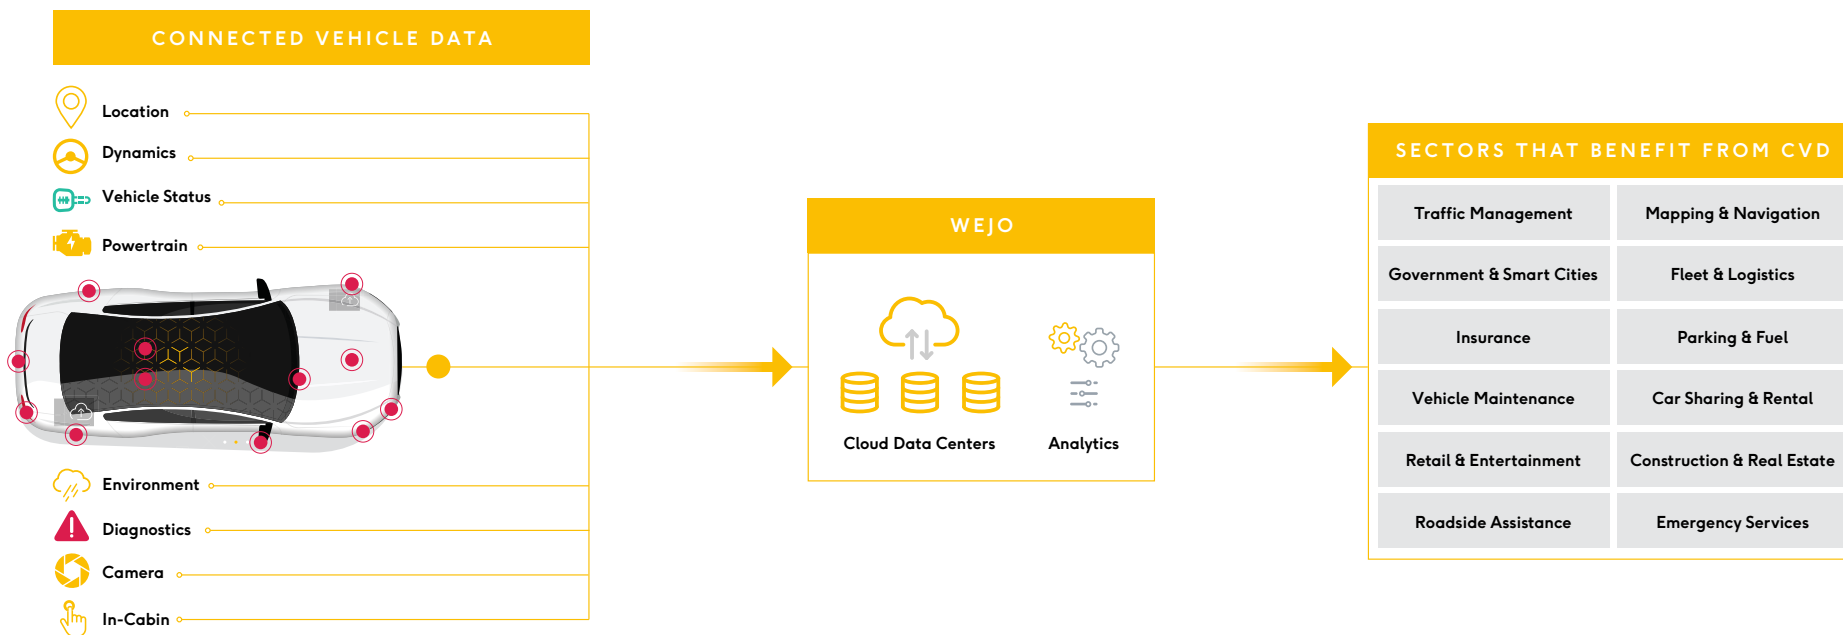 CONNECTED VEHICLE DATA
Location
Dynamics
Vehicle Status
Powertrain
Environment
Diagnostics
Camera
In-Cabin
WEJO
Cloud Data Centers
Analytics
SECTORS THAT BENEFIT FROM CVD
Traffic Management
Mapping & Navigation
Government & Smart Cities
Fleet & Logistics
Insurance
Parking & Fuel
Vehicle Maintenance
Car Sharing & Rental
Retail & Entertainment
Construction & Real Estate
Roadside Assistance
Emergency Services